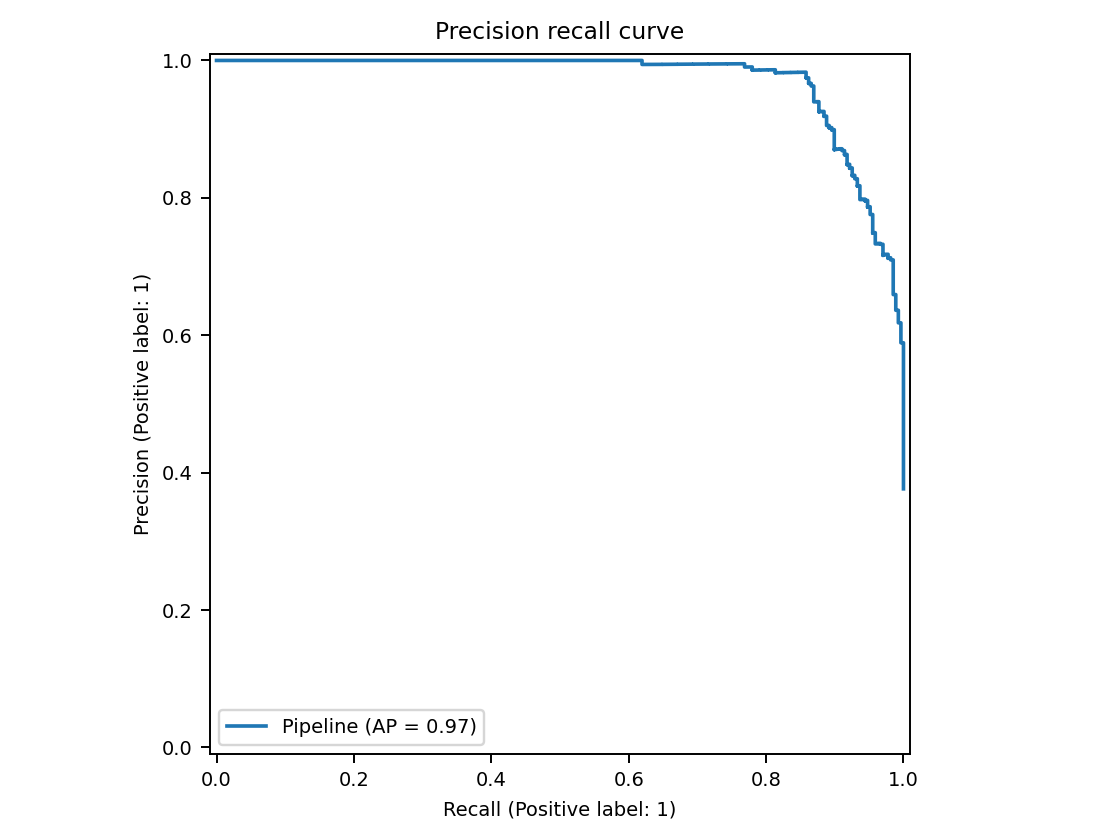 Precision recall curve
1.0
0.8
0.6
0.4
0.2
0.0
Precision (Positive label: 1)
Pipeline (AP = 0.97)
0.0 0.2 0.4 0.6 0.8 1.0
Recall (Positive label: 1)